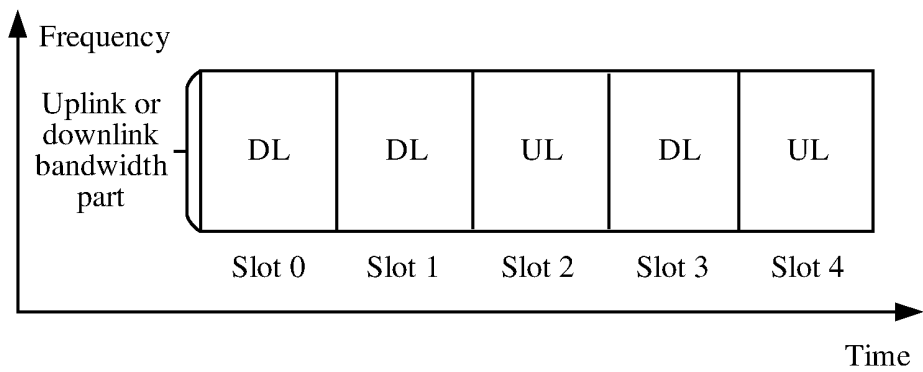 Frequency
Uplink or
downlink
bandwidth
part
DL DL UL DL UL
Slot 0 Slot 1 Slot 2 Slot 3 Slot 4
Time